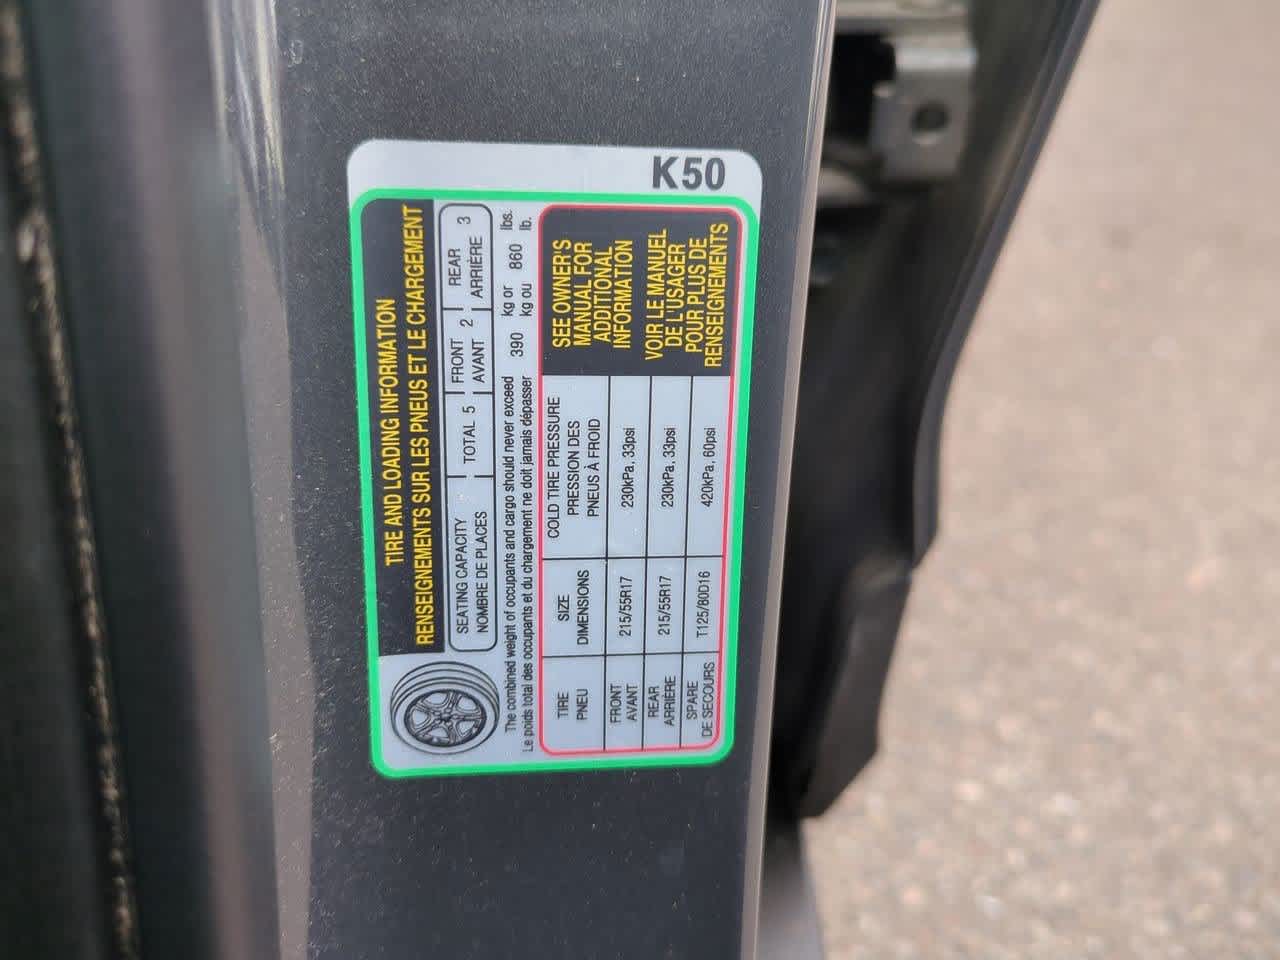 K50
TIRE AND LOADING INFORMATION
RENSEIGNEMENTS SUR LES PNEUS ET LE CHARGEMENT
SEATING CAPACITY TOTAL 5 FRONT 2 REAR 3
NOMBRE DE PLACES AVANT ARRIÈRE
The combined weight of occupants and cargo should never exceed 390 kg or 860 lbs.
Le poids total des occupants et du chargement ne doit jamais dépasser kg ou lb.
TIRE SIZE COLD TIRE PRESSURE
PNEU DIMENSIONS PRESSION DES
PNEUS À FROID
FRONT 215/55R17 230kPa, 33psi
AVANT
REAR 215/55R17 230kPa, 33psi
ARRIÈRE
SPARE T125/80D16 420kPa, 60psi
DE SECOURS
SEE OWNER'S
MANUAL FOR
ADDITIONAL
INFORMATION
VOIR LE MANUEL
DE L'USAGER
POUR PLUS DE
RENSEIGNEMENTS